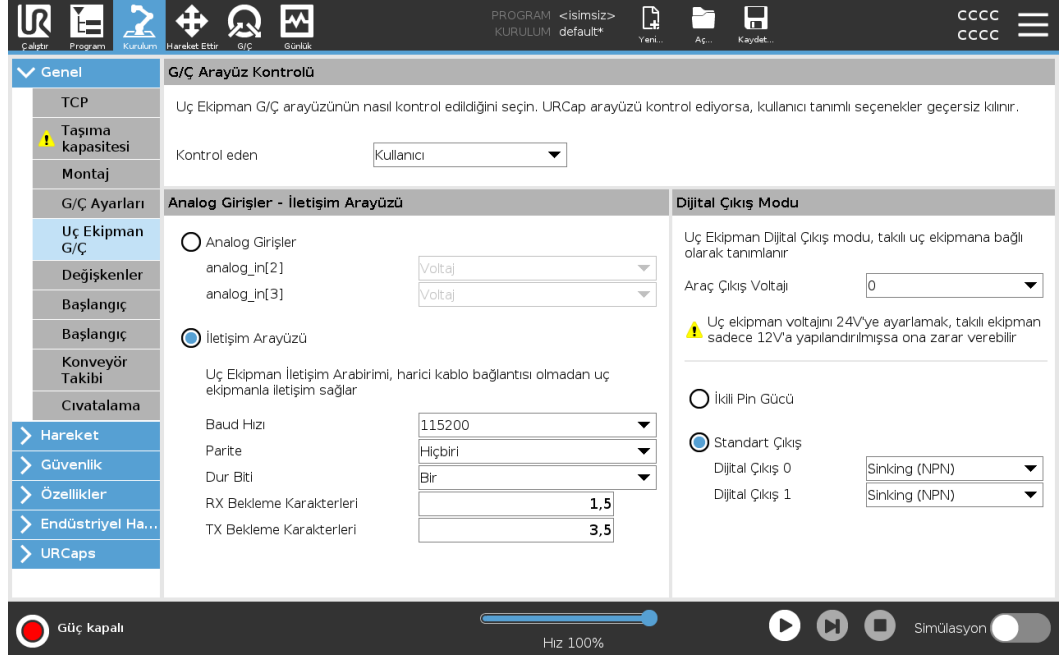 PROGRAM <isimsiz>
KURULUM default*
CCCC
CCCC
Çalıştır
Program
Kurulum
Hareket Ettir
G/Ç
Günlük
Yeni...
Aç...
Kaydet...
Genel
TCP
Taşıma
kapasitesi
Montaj
G/Ç Ayarları
Uç Ekipman
G/Ç
Değişkenler
Başlangıç
Başlangıç
Konveyör
Takibi
Cıvatalama
Hareket
Güvenlik
Özellikler
Endüstriyel Ha...
URCaps
G/Ç Arayüz Kontrolü
Uç Ekipman G/Ç arayüzünün nasıl kontrol edildiğini seçin. URCap arayüzü kontrol ediyorsa, kullanıcı tanımlı seçenekler geçersiz kılınır.
Kontrol eden
Kullanıcı
Analog Girişler - İletişim Arayüzü
Analog Girişler
analog_in[2] Voltaj
analog_in[3] Voltaj
İletişim Arayüzü
Uç Ekipman İletişim Arabirimi, harici kablo bağlantısı olmadan uç
ekipmanla iletişim sağlar
Baud Hızı 115200
Parite Hiçbiri
Dur Biti Bir
RX Bekleme Karakterleri 1,5
TX Bekleme Karakterleri 3,5
Dijital Çıkış Modu
Uç Ekipman Dijital Çıkış modu, takılı uç ekipmana bağlı
olarak tanımlanır
Araç Çıkış Voltajı 0
Uç ekipman voltajını 24V'ye ayarlamak, takılı ekipman
sadece 12V'a yapılandırılmışsa ona zarar verebilir
İkili Pin Gücü
Standart Çıkış
Dijital Çıkış 0 Sinking (NPN)
Dijital Çıkış 1 Sinking (NPN)
Güç kapalı
Hız 100%
Simülasyon